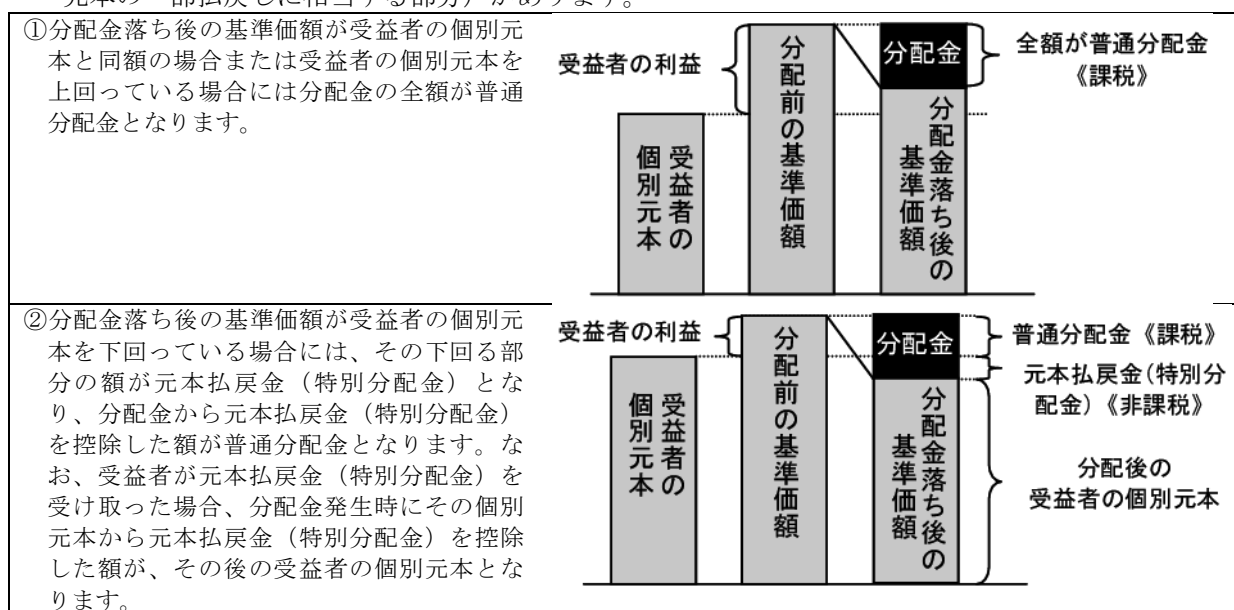 元本の一部払戻しに相当する部分）があります。
①分配金落ち後の基準価額が受益者の個別元
本と同額の場合または受益者の個別元本を
上回っている場合には分配金の全額が普通
分配金となります。
受益者の利益
受益者の
個別元本
分配前の基準価額
分配金
分配金落ち後の
基準価額
全額が普通分配金
《課税》
②分配金落ち後の基準価額が受益者の個別元
本を下回っている場合には、その下回る部
分の額が元本払戻金（特別分配金）とな
り、分配金から元本払戻金（特別分配金）
を控除した額が普通分配金となります。な
お、受益者が元本払戻金（特別分配金）を
受け取った場合、分配金発生時にその個別
元本から元本払戻金（特別分配金）を控除
した額が、その後の受益者の個別元本とな
ります。
受益者の利益
受益者の
個別元本
分配前の基準価額
分配金
分配金落ち後の
基準価額
普通分配金《課税》
元本払戻金（特別分
配金）《非課税》
分配後の
受益者の個別元本